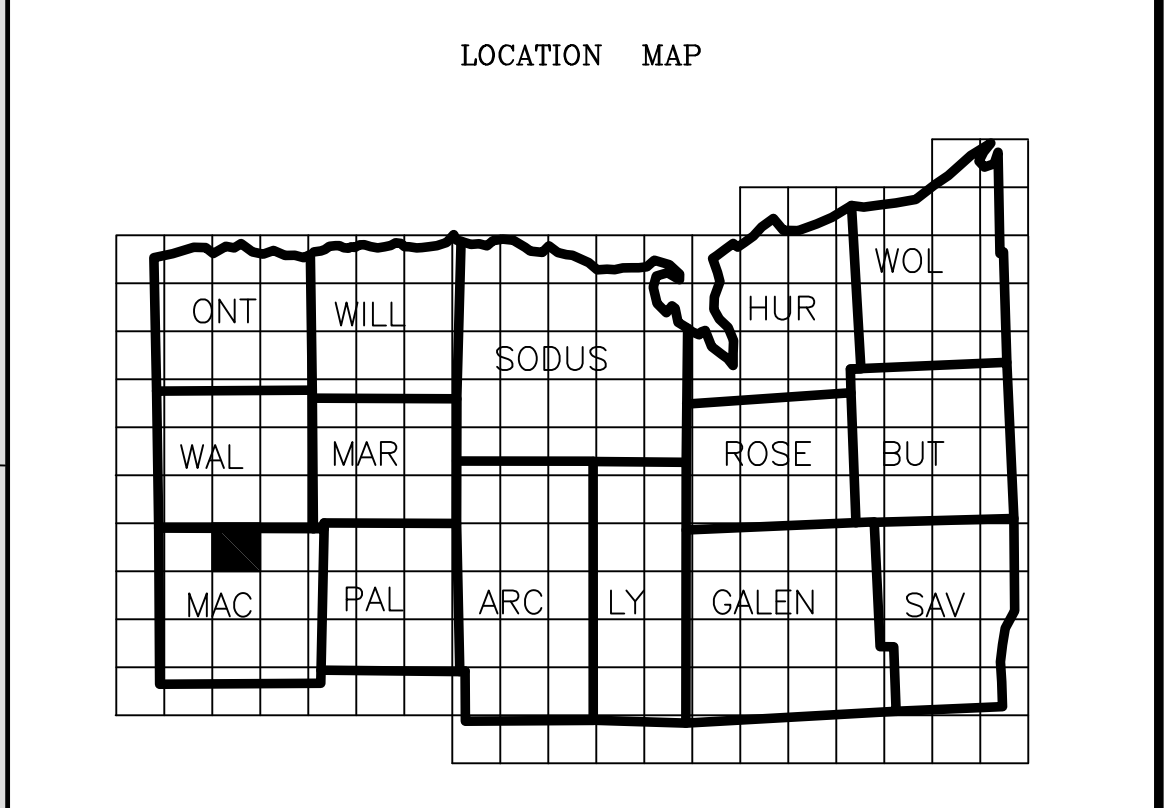 LOCATION MAP
WOL
ONT
WILL
HUR
SODUS
WAL
MAR
ROSE
BUT
MAC
PAL
ARC
LY
GALEN
SAV